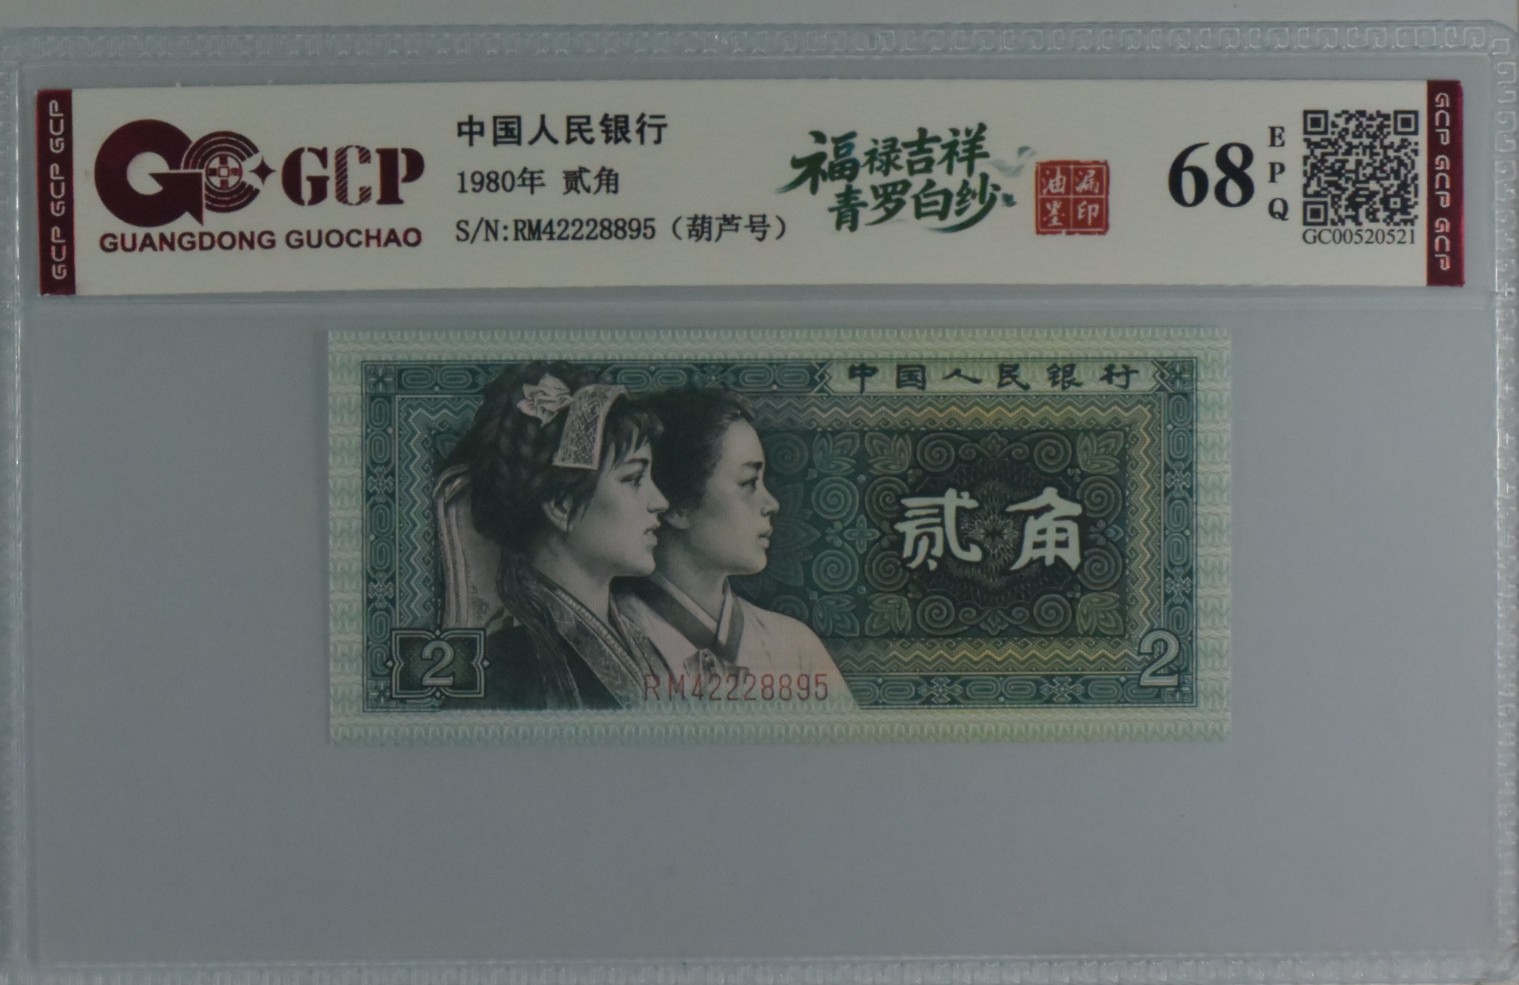 GCP GCP GCP
GCP
GUANGDONG GUOCHAO
中国人民银行
1980年 贰角
S/N:RM42228895（葫芦号）
福禄吉祥
青罗白纱
油漏
墨印
68
EPQ
GC00520521
GCP GCP GCP
中国人民银行
贰角
2
2
RM42228895